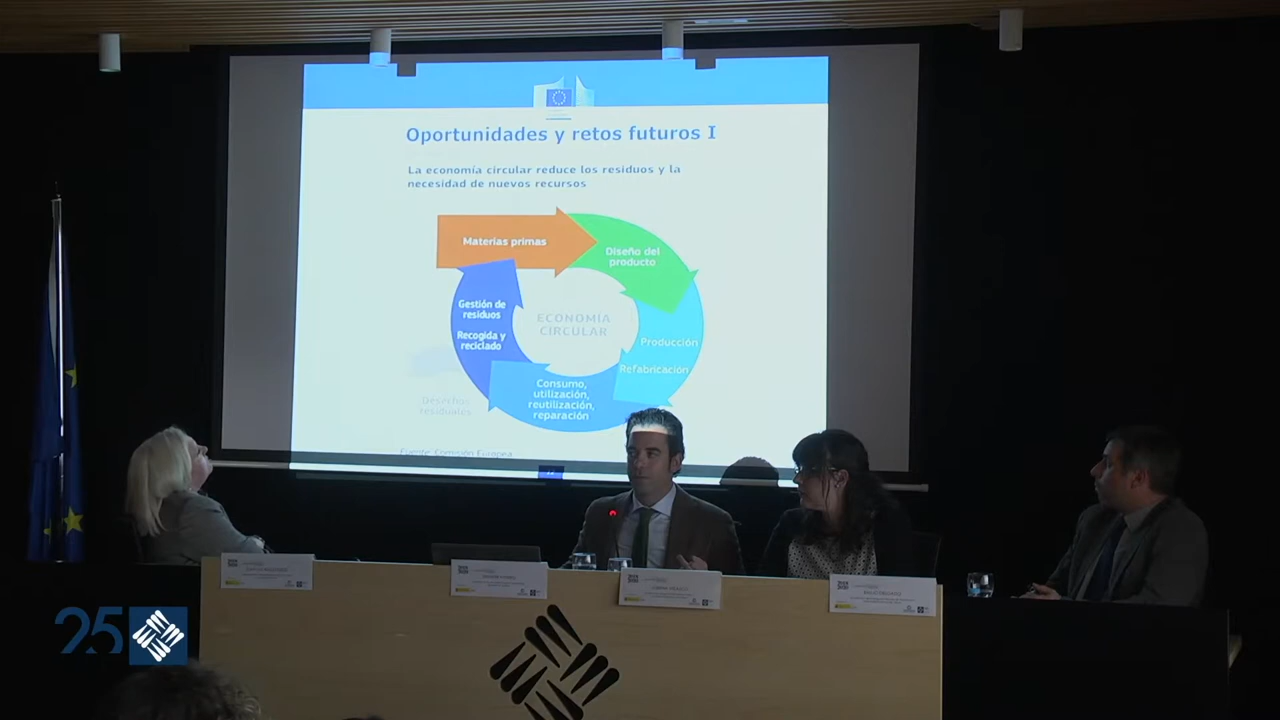 Oportunidades y retos futuros I
La economía circular reduce los residuos y la
necesidad de nuevos recursos
Materias primas
Diseño del
producto
Gestión de
residuos
Recogida y
reciclado
ECONOMÍA
CIRCULAR
Producción
Refabricación
Consumo,
utilización,
reutilización,
reparación
Desechos
residuales
Fuente: Comisión Europea
25